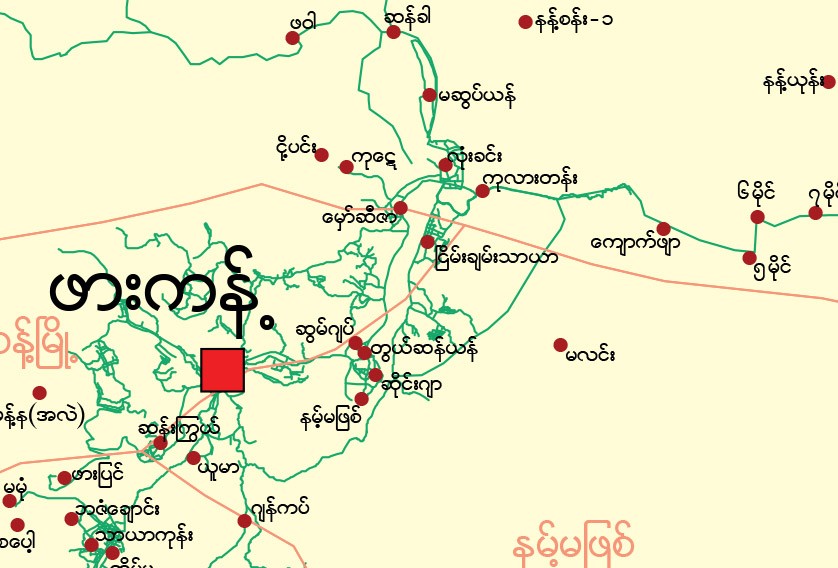 ဖဝါ
ဆန်ခါ
နန့်စန်း-၁
နန့်ယုန်း
မဆွပ်ယန်
ငှိုပင်း
ကုဋေ
လုံးခင်း
ကုလားတန်း
၆မိုင်
မှော်ဆီဇာ
ကျောက်ဖျာ
ငြိမ်းချမ်းသာယာ
၅မိုင်
ဖားကန့်
ဆွမ်ဂျပ်
တွယ်ဆန်ယန်
မလင်း
ဆိုင်းဂျာ
နမ့်မဖြစ်
ဆန်းကြွယ်
ယူမာ
ဖားပြင်
မမုံ
ဘဇံချောင်း
ဂျန်ကပ်
သာယာကုန်း
နမ့်မဖြစ်